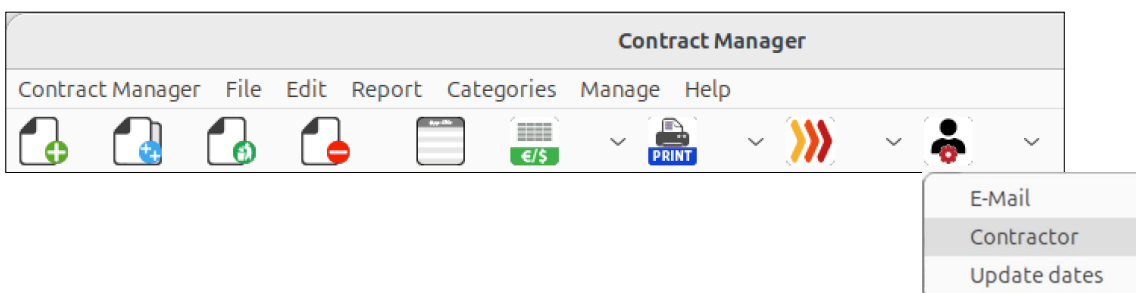 Contract Manager
Contract Manager File Edit Report Categories Manage Help
€/$ PRINT
E-Mail
Contractor
Update dates